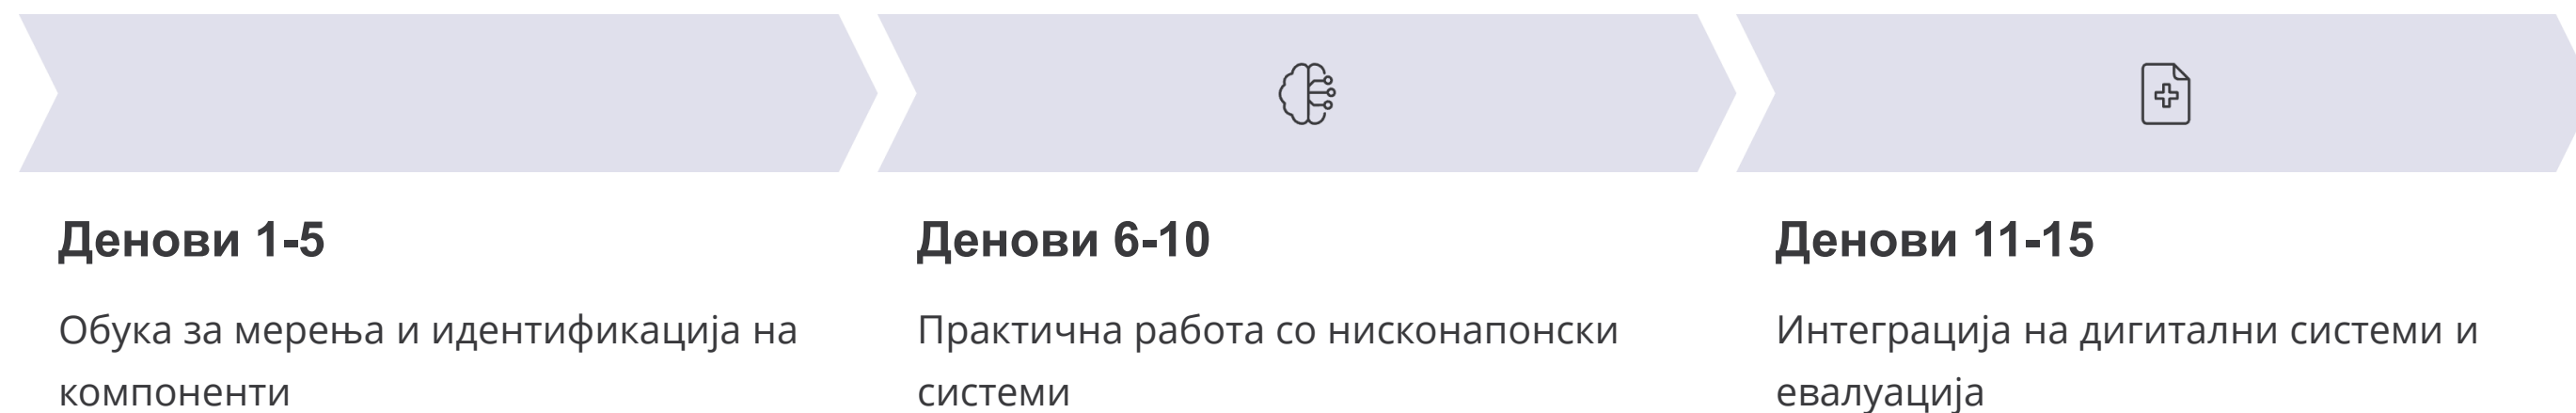 Денови 1-5
Обука за мерења и идентификација на
компоненти
Денови 6-10
Практична работа со нисконапонски
системи
Денови 11-15
Интеграција на дигитални системи и
евалуација